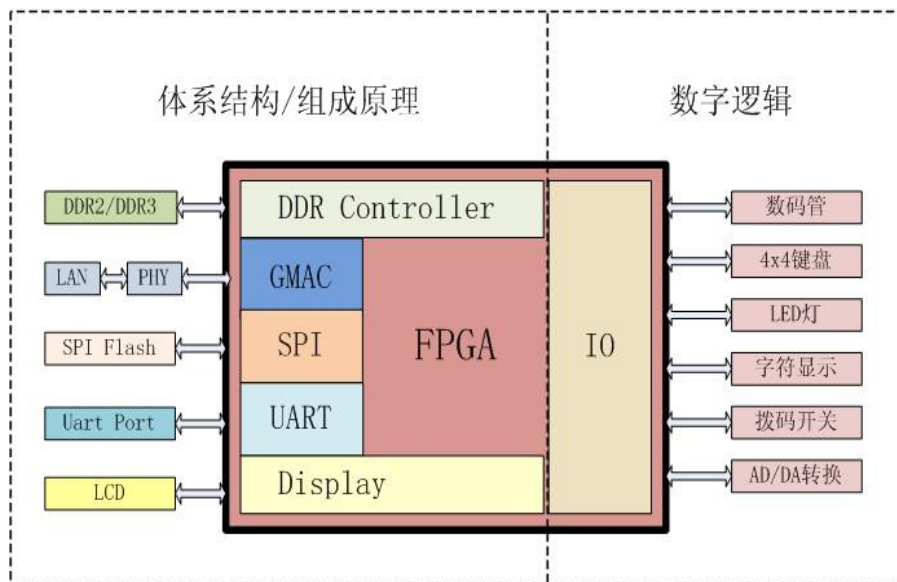 体系结构/组成原理
数字逻辑
DDR2/DDR3
LAN
PHY
SPI Flash
Uart Port
LCD
DDR Controller
GMAC
SPI
UART
Display
FPGA
IO
数码管
4x4键盘
LED灯
字符显示
拨码开关
AD/DA转换